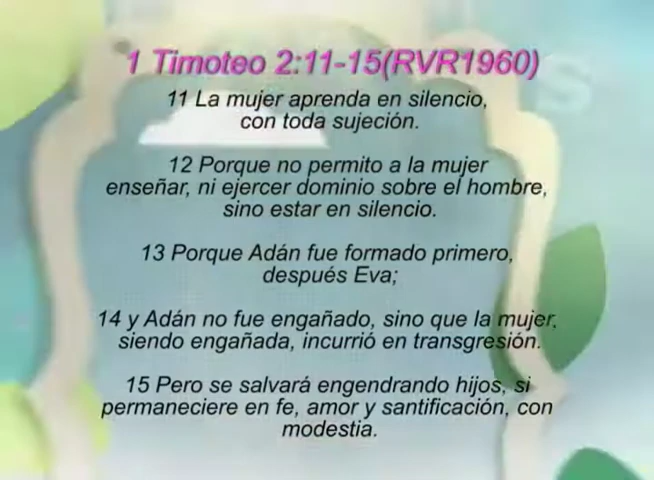 1 Timoteo 2:11-15(RVR1960)
11 La mujer aprenda en silencio,
con toda sujeción.
12 Porque no permito a la mujer
enseñar, ni ejercer dominio sobre el hombre,
sino estar en silencio.
13 Porque Adán fue formado primero,
después Eva;
14 y Adán no fue engañado, sino que la mujer,
siendo engañada, incurrió en transgresión.
15 Pero se salvará engendrando hijos, si
permaneciere en fe, amor y santificación, con
modestia.